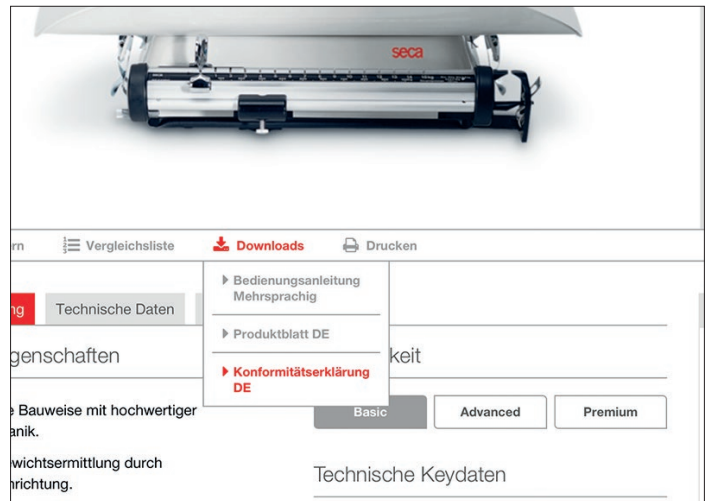 seca
rn
Vergleichsliste
Downloads
Drucken
Bedienungsanleitung
Mehrsprachig
Produktblatt DE
Konformitätserklärung
DE
ng
Technische Daten
genschaften
keit
e Bauweise mit hochwertiger
anik.
wichtsermittlung durch
nrichtung.
Basic
Advanced
Premium
Technische Keydaten